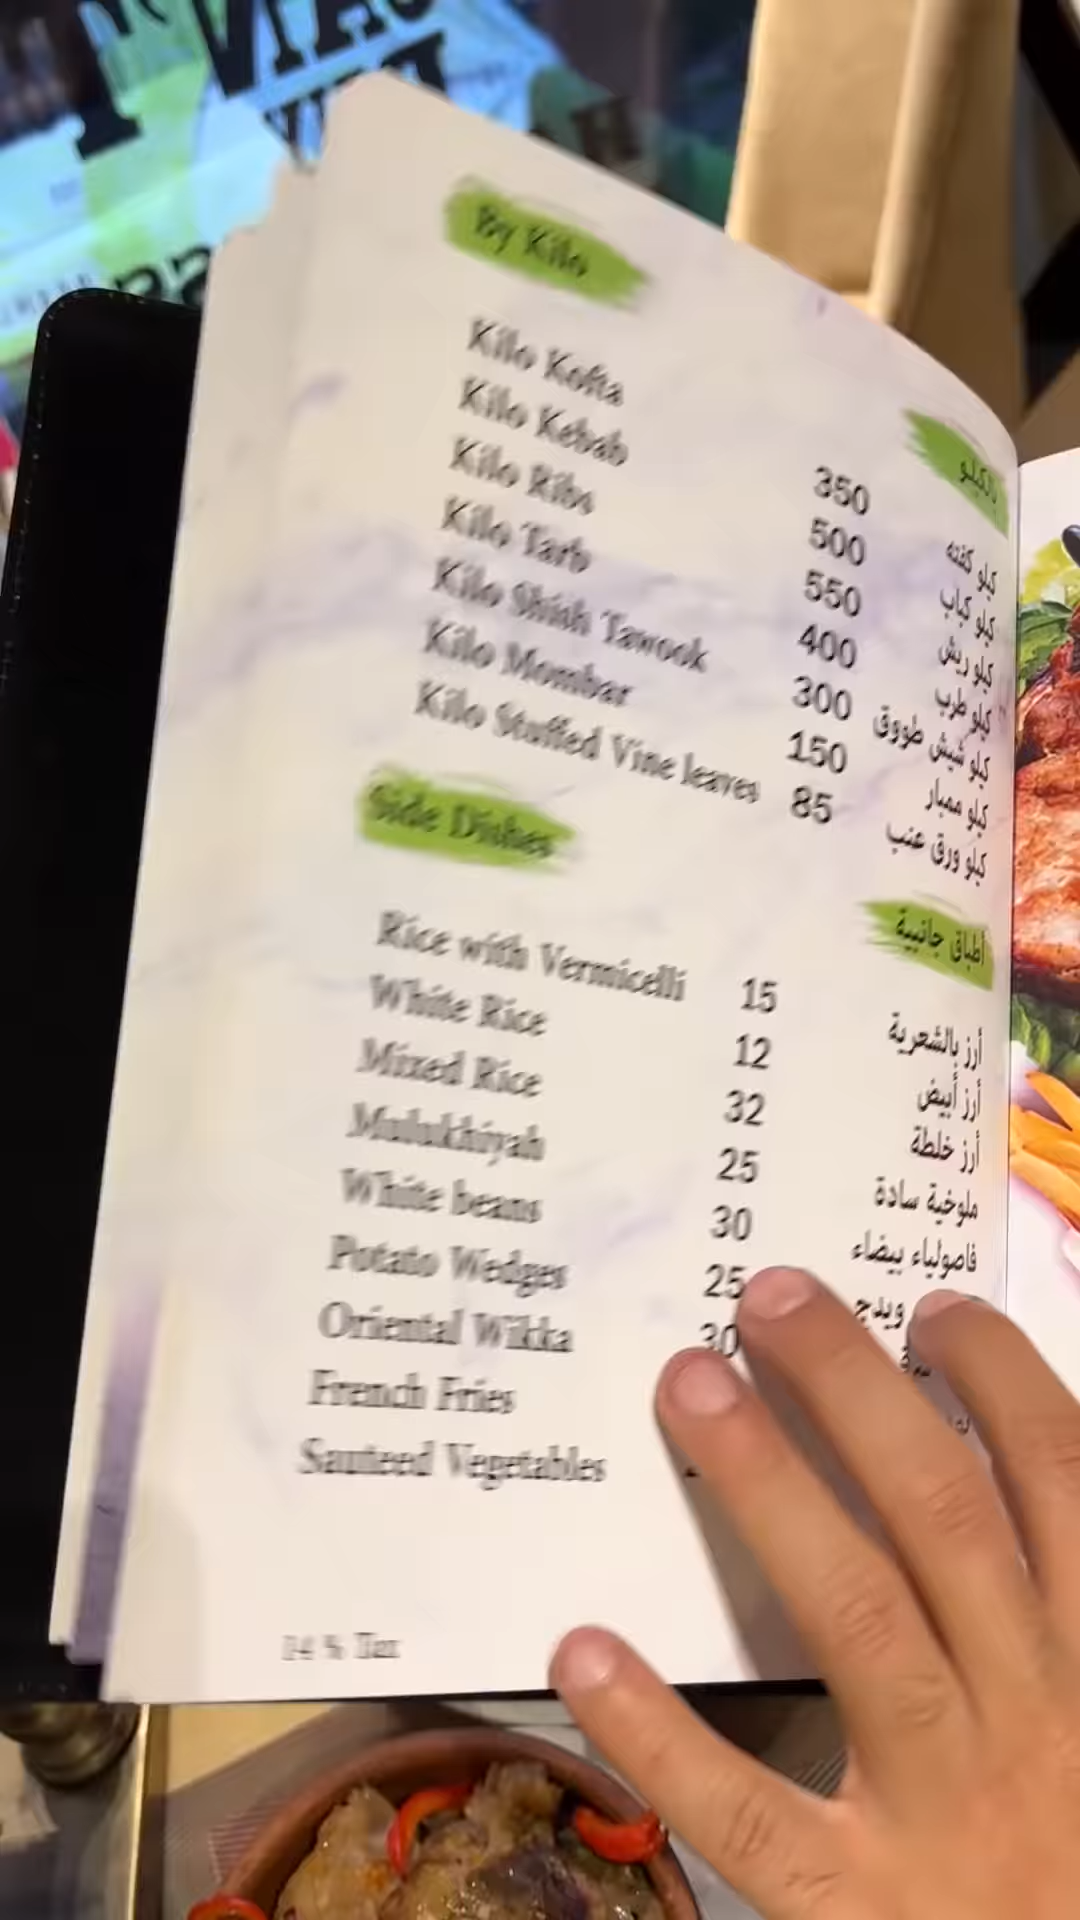 By Kilo
بالكيلو
Kilo Kofta 350 كيلو كفته
Kilo Kebab 500 كيلو كباب
Kilo Ribs 550 كيلو ريش
Kilo Tarb 400 كيلو طرب
Kilo Shish Tawook 300 كيلو شيش طووق
Kilo Mombar 150 كيلو ممبار
Kilo Stuffed Vine leaves 85 كيلو ورق عنب
Side Dishes
أطباق جانبية
Rice with Vermicelli 15 أرز بالشعرية
White Rice 12 أرز أبيض
Mixed Rice 32 أرز خلطة
Mulukhiyah 25 ملوخية سادة
White beans 30 فاصولياء بيضاء
Potato Wedges 25 ويدج
Oriental Wikka 30
French Fries
Sauteed Vegetables
14 % Tax